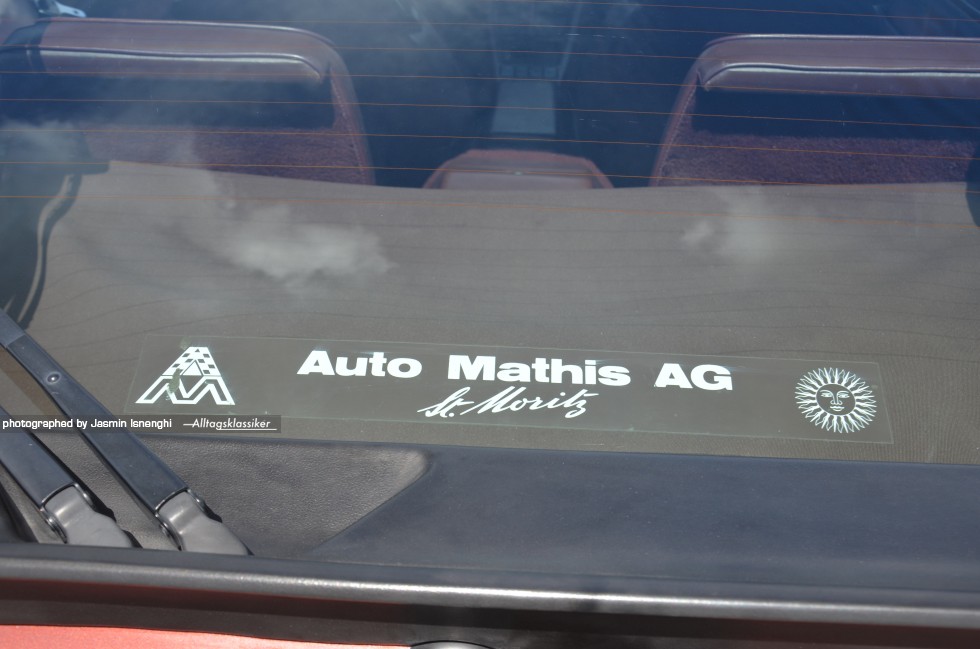 Auto Mathis AG
St. Moritz
photographed by Jasmin Isnenghi —Alltagsklassiker—